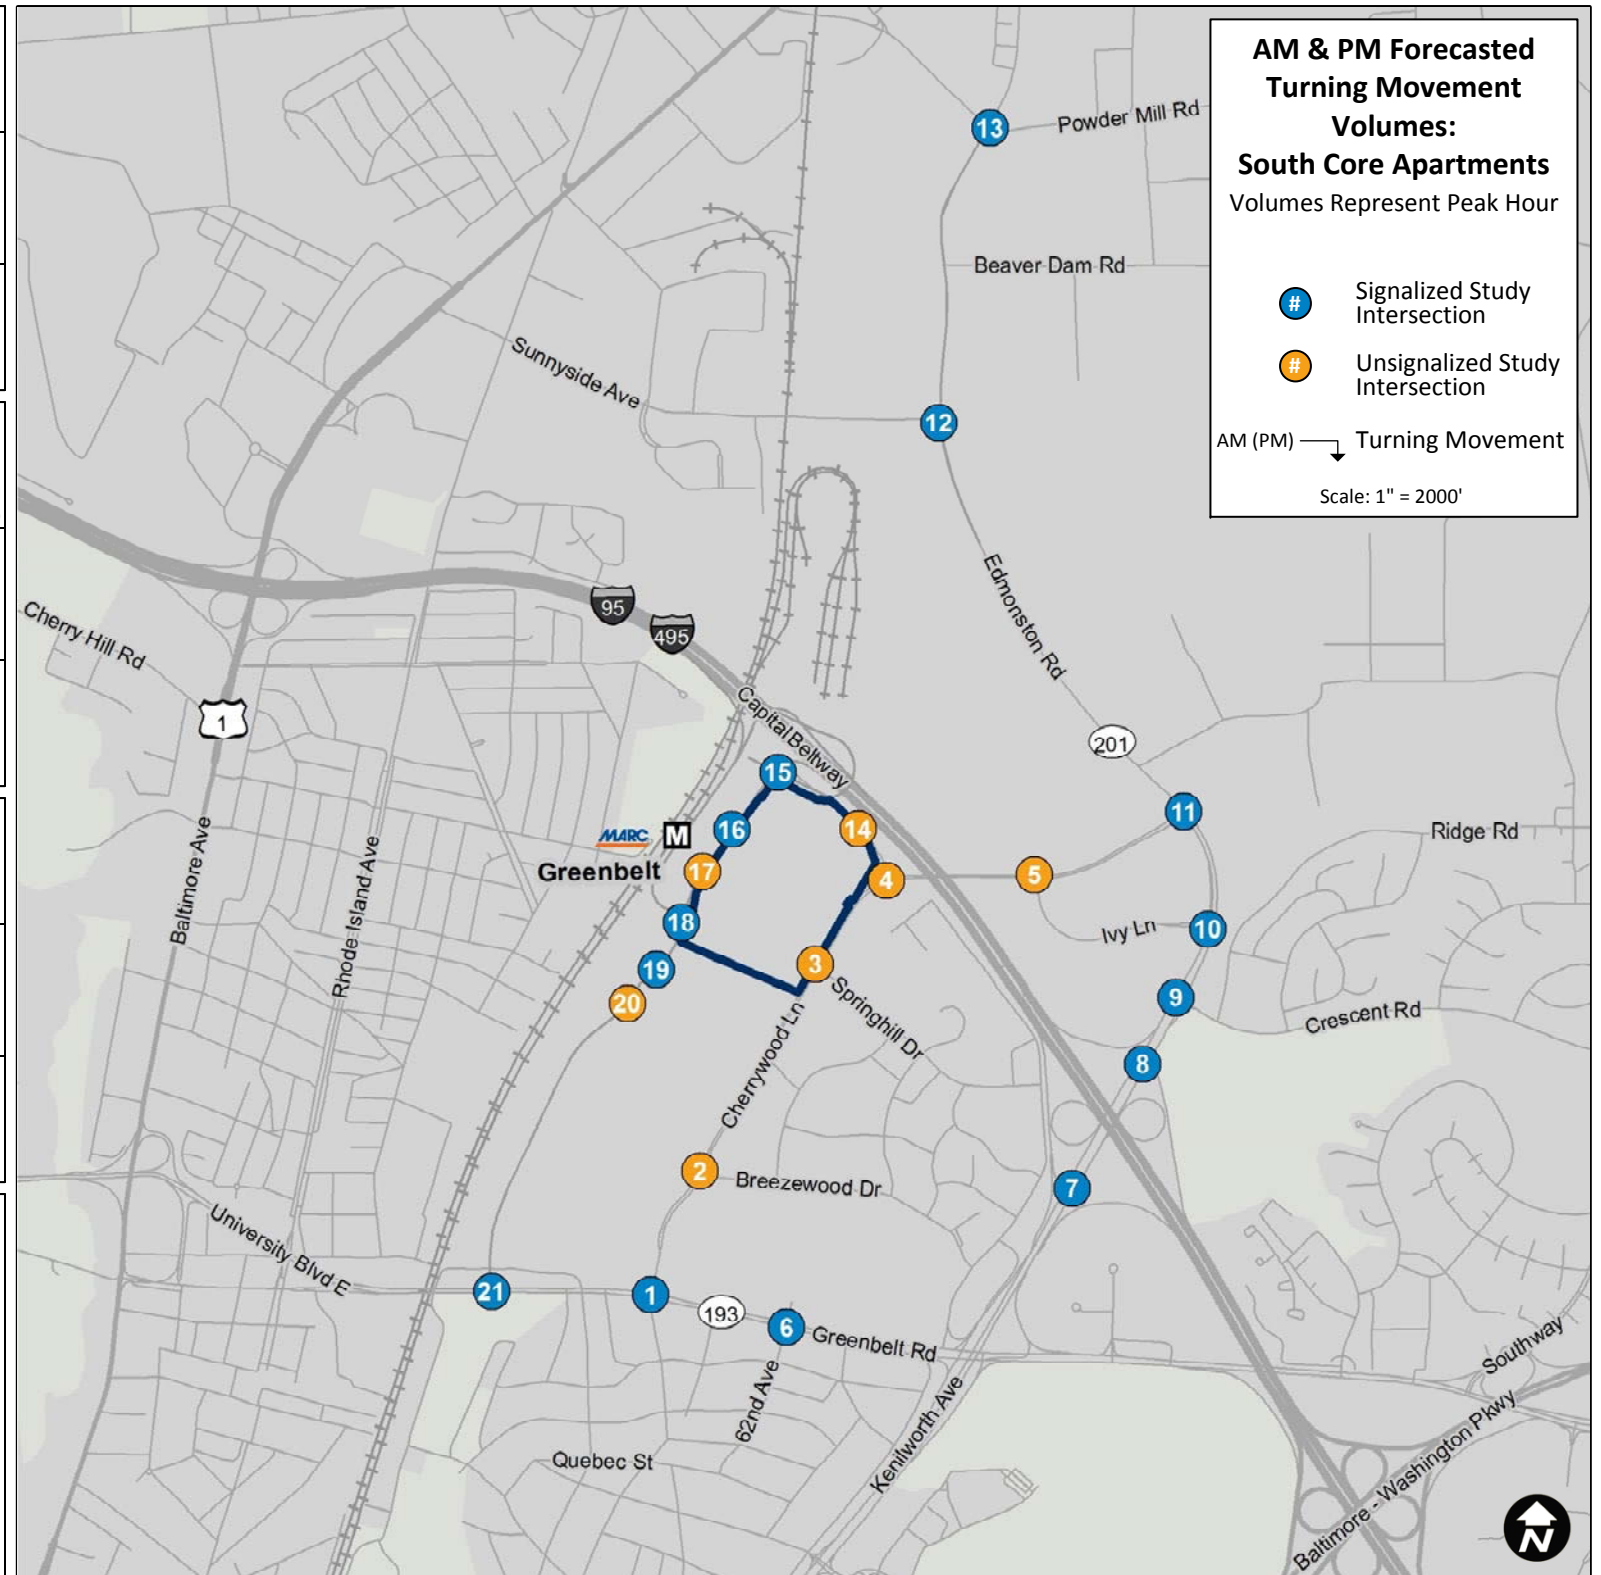 AM & PM Forecasted
Turning Movement
Volumes:
South Core Apartments
Volumes Represent Peak Hour
# Signalized Study
Intersection
# Unsignalized Study
Intersection
AM (PM) Turning Movement
Scale: 1" = 2000'
13
Powder Mill Rd
Beaver Dam Rd
Sunnyside Ave
12
Edmonston Rd
95
495
Cherry Hill Rd
1
Capital Beltway
201
15
11
16
14
Ridge Rd
MARC
M
Greenbelt
17
4
5
Baltimore Ave
Rhode Island Ave
18
Ivy Ln
10
19
3
20
9
Springhill Dr
Crescent Rd
Cherrywood Ln
8
2
Breezewood Dr
7
University Blvd E
21
1
193
6
Greenbelt Rd
62nd Ave
Kenilworth Ave
Southway
Quebec St
Baltimore - Washington Pkwy
N